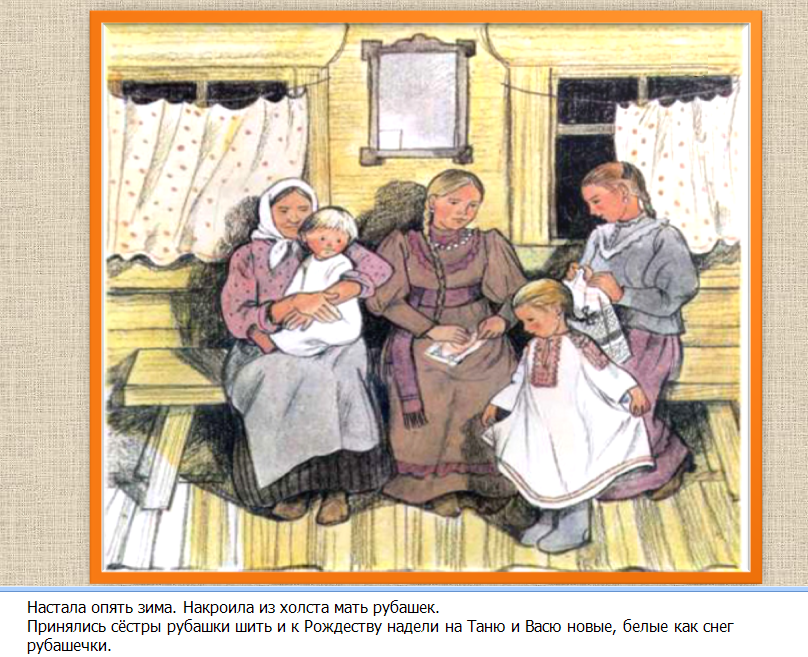 Настала опять зима. Накроила из холста мать рубашек.
Принялись сёстры рубашки шить и к Рождеству надели на Таню и Васю новые, белые как снег
рубашечки.